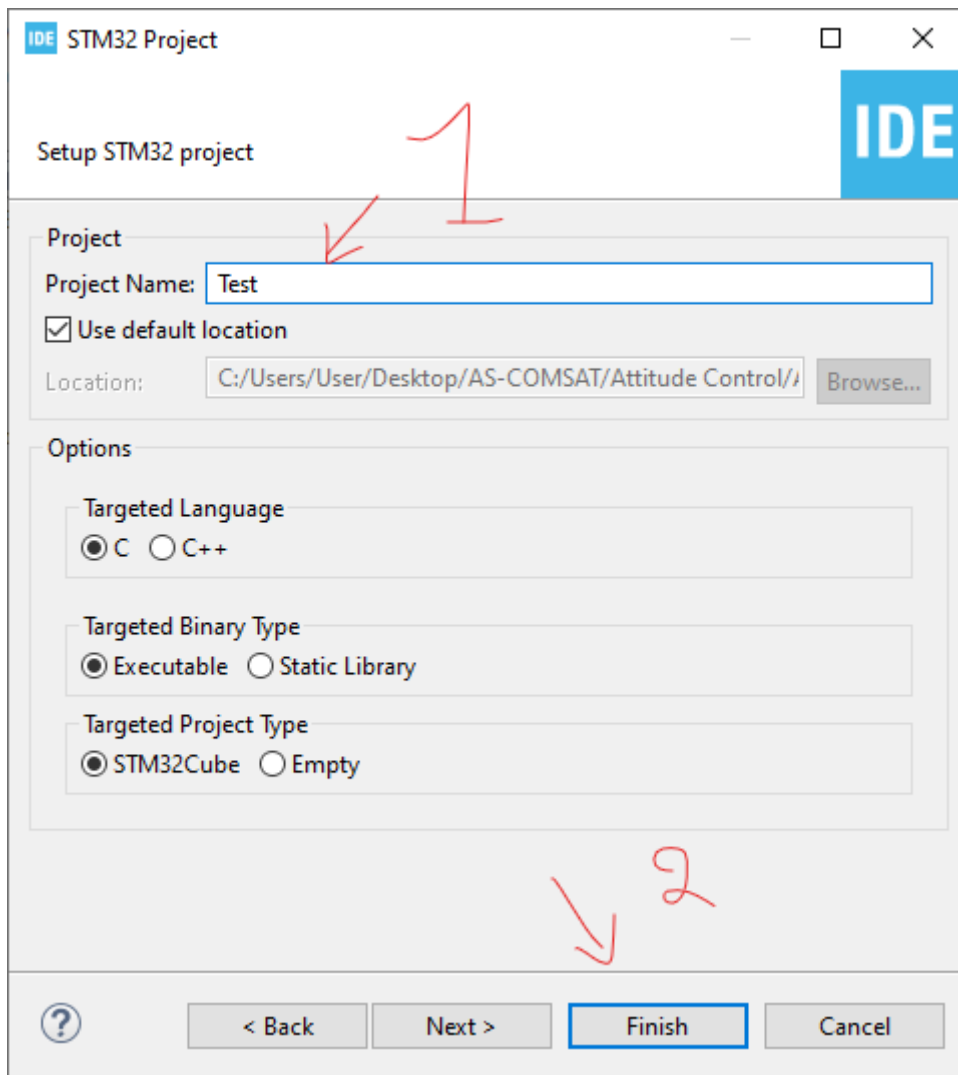 IDE STM32 Project
IDE
Setup STM32 project
1
Project
Project Name: Test
Use default location
Location: C:/Users/User/Desktop/AS-COMSAT/Attitude Control/ Browse...
Options
Targeted Language
C C++
Targeted Binary Type
Executable Static Library
Targeted Project Type
STM32Cube Empty
2
? < Back Next > Finish Cancel